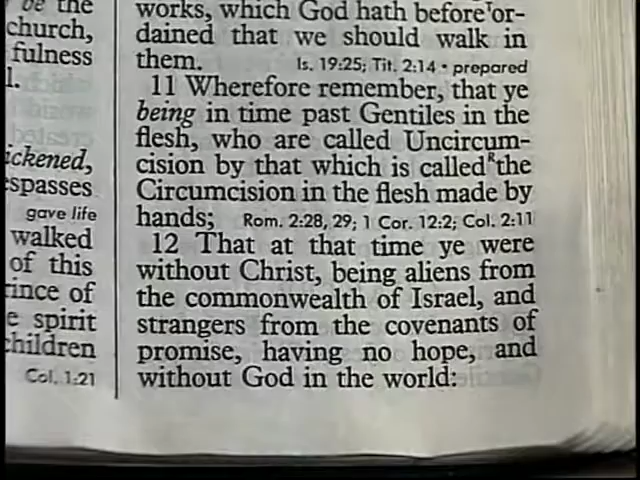 be the
church,
fulness
l.
ickened,
espasses
gave life
walked
of this
rince of
e spirit
children
Col. 1:21
works, which God hath before ʳor-
dained that we should walk in
them. Is. 19:25; Tit. 2:14 • prepared
11 Wherefore remember, that ye
being in time past Gentiles in the
flesh, who are called Uncircum-
cision by that which is called ᴿthe
Circumcision in the flesh made by
hands; Rom. 2:28, 29; 1 Cor. 12:2; Col. 2:11
12 That at that time ye were
without Christ, being aliens from
the commonwealth of Israel, and
strangers from the covenants of
promise, having no hope, and
without God in the world: